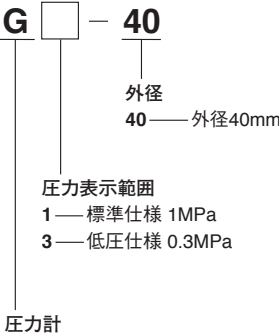 G □ − 40
外径
40 — 外径40mm
圧力表示範囲
1 — 標準仕様 1MPa
3 — 低圧仕様 0.3MPa
圧力計